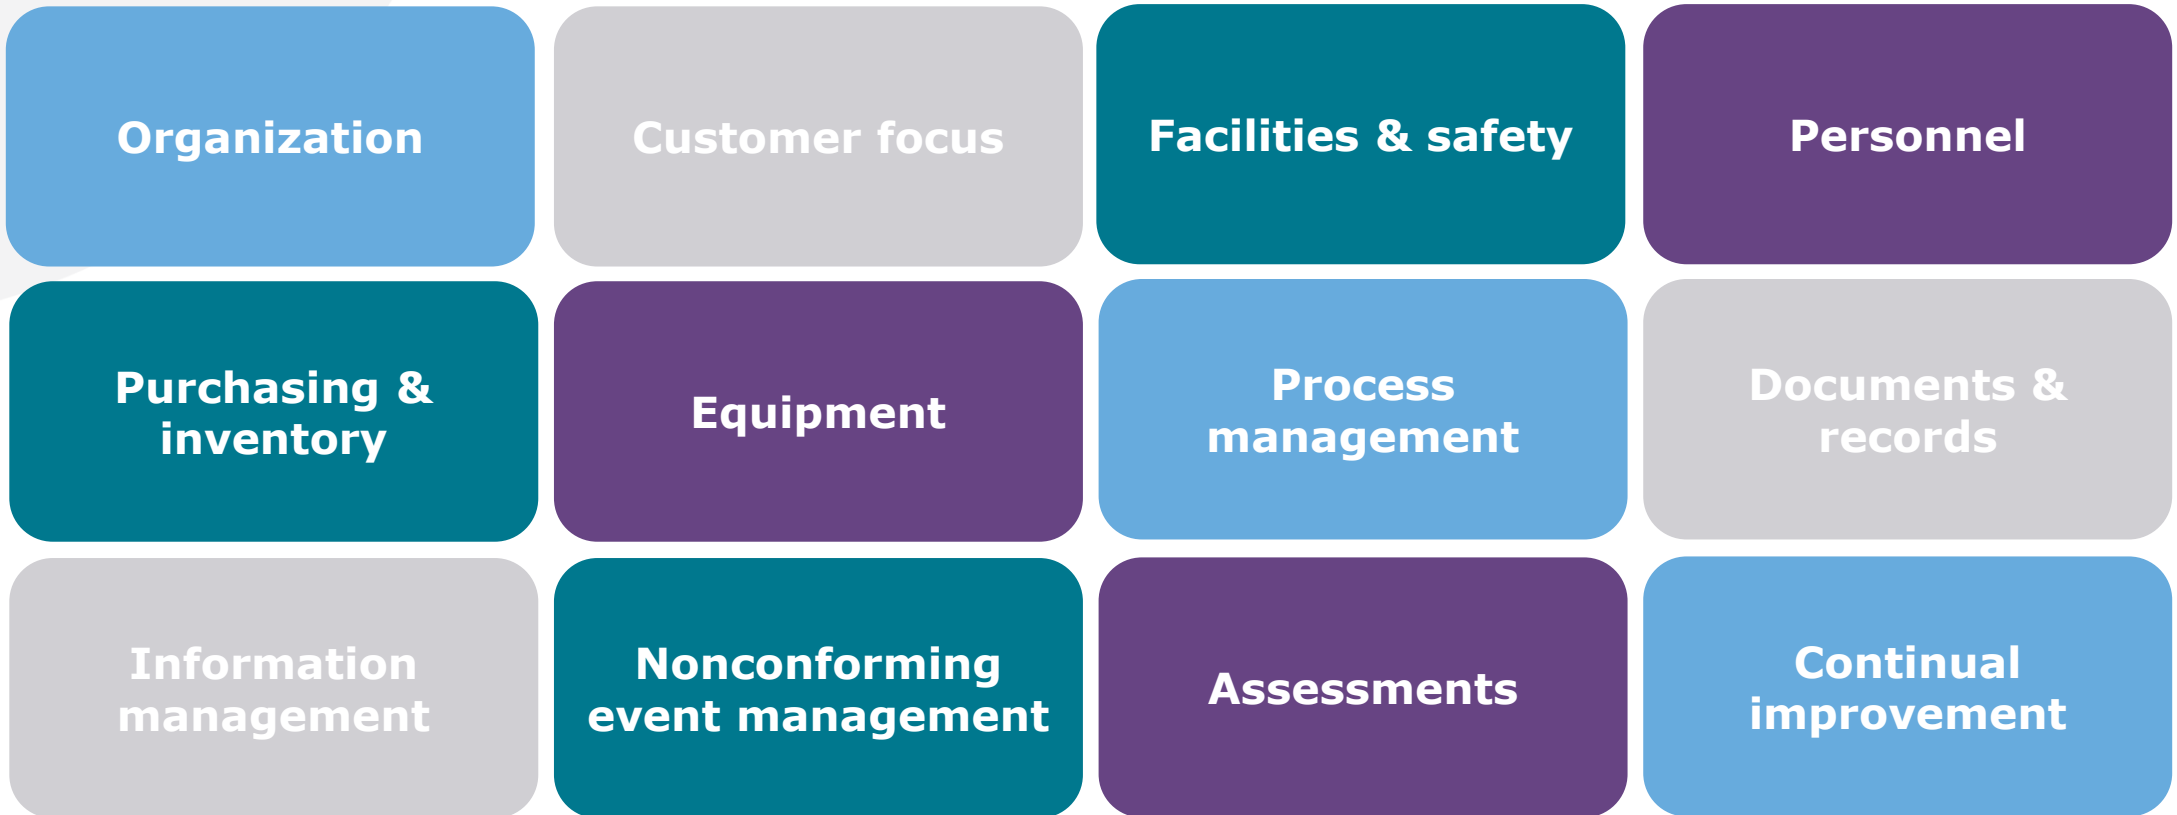 Organization
Customer focus
Facilities & safety
Personnel
Purchasing &
inventory
Equipment
Process
management
Documents &
records
Information
management
Nonconforming
event management
Assessments
Continual
improvement